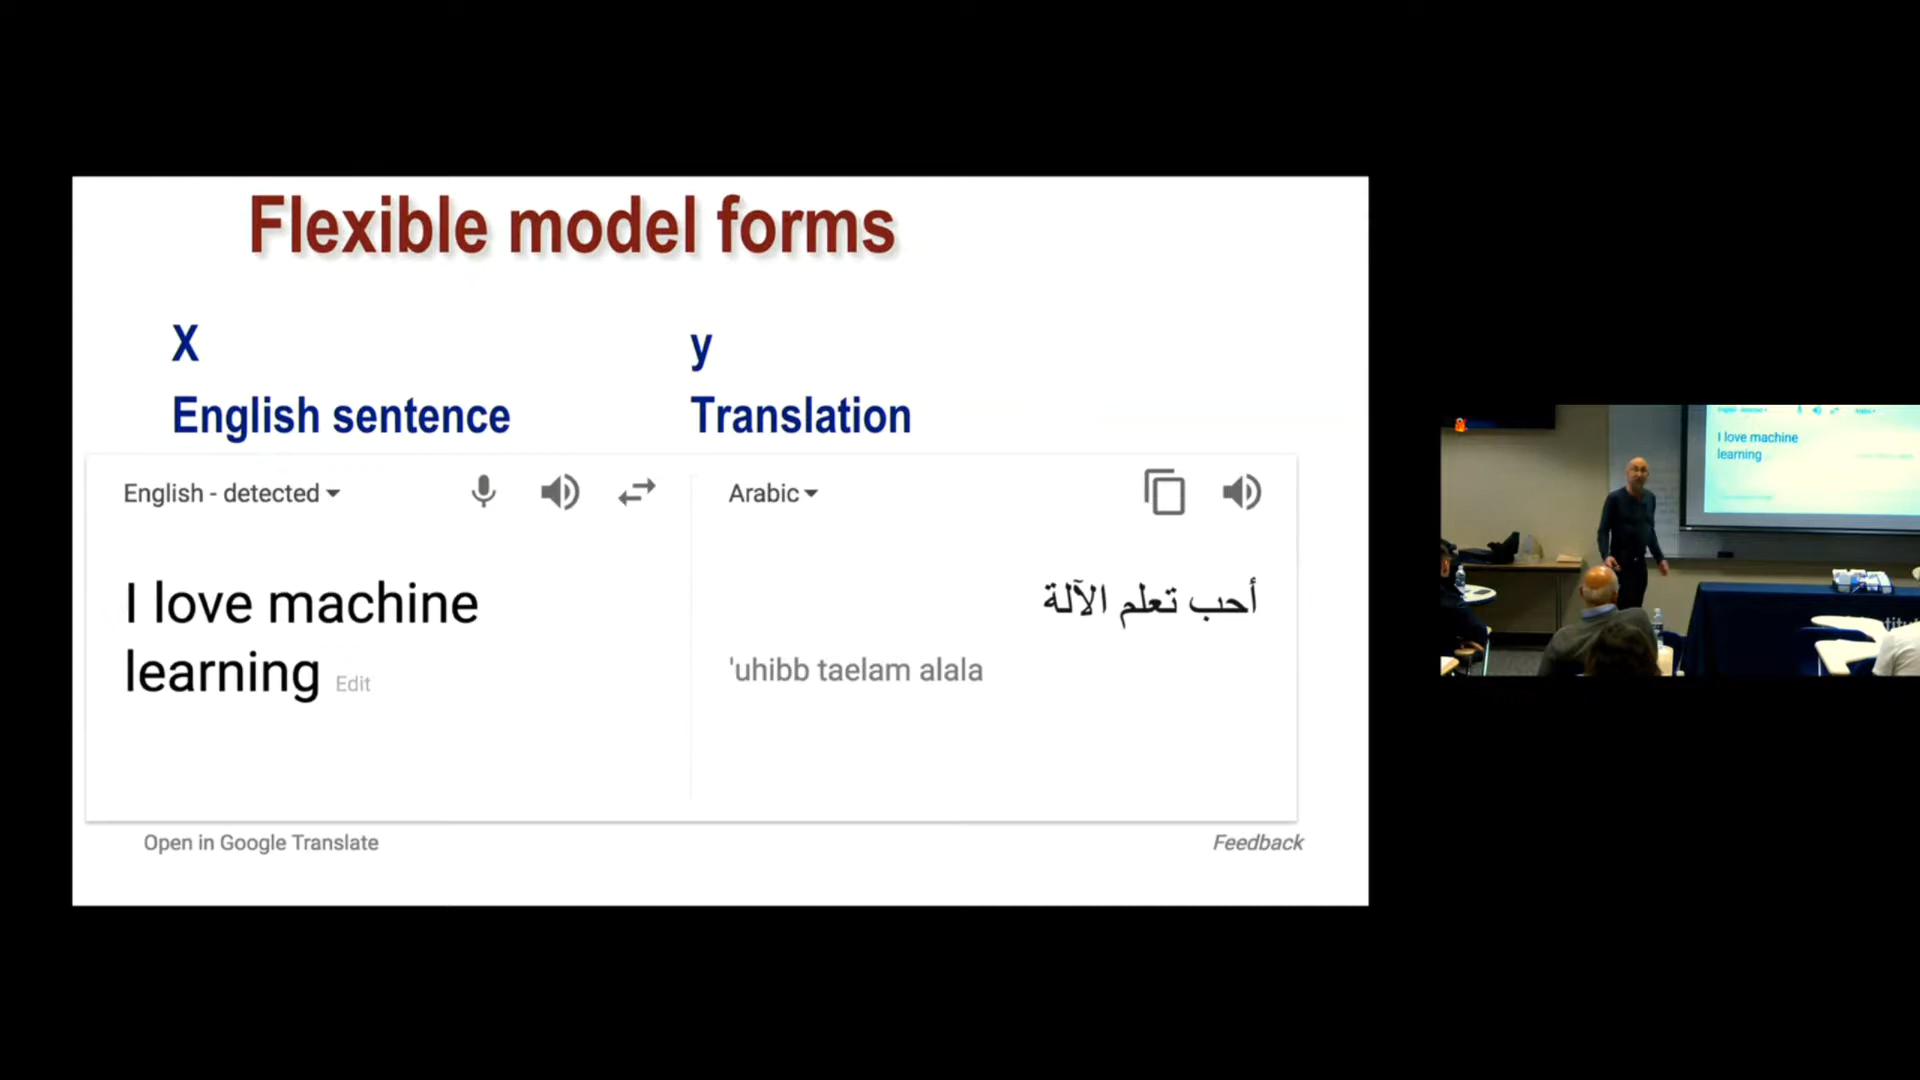 Flexible model forms
X
y
English sentence
Translation
English - detected
Arabic
I love machine
learning Edit
أحب تعلم الآلة
'uhibb taelam alala
Open in Google Translate
Feedback
I love machine
learning